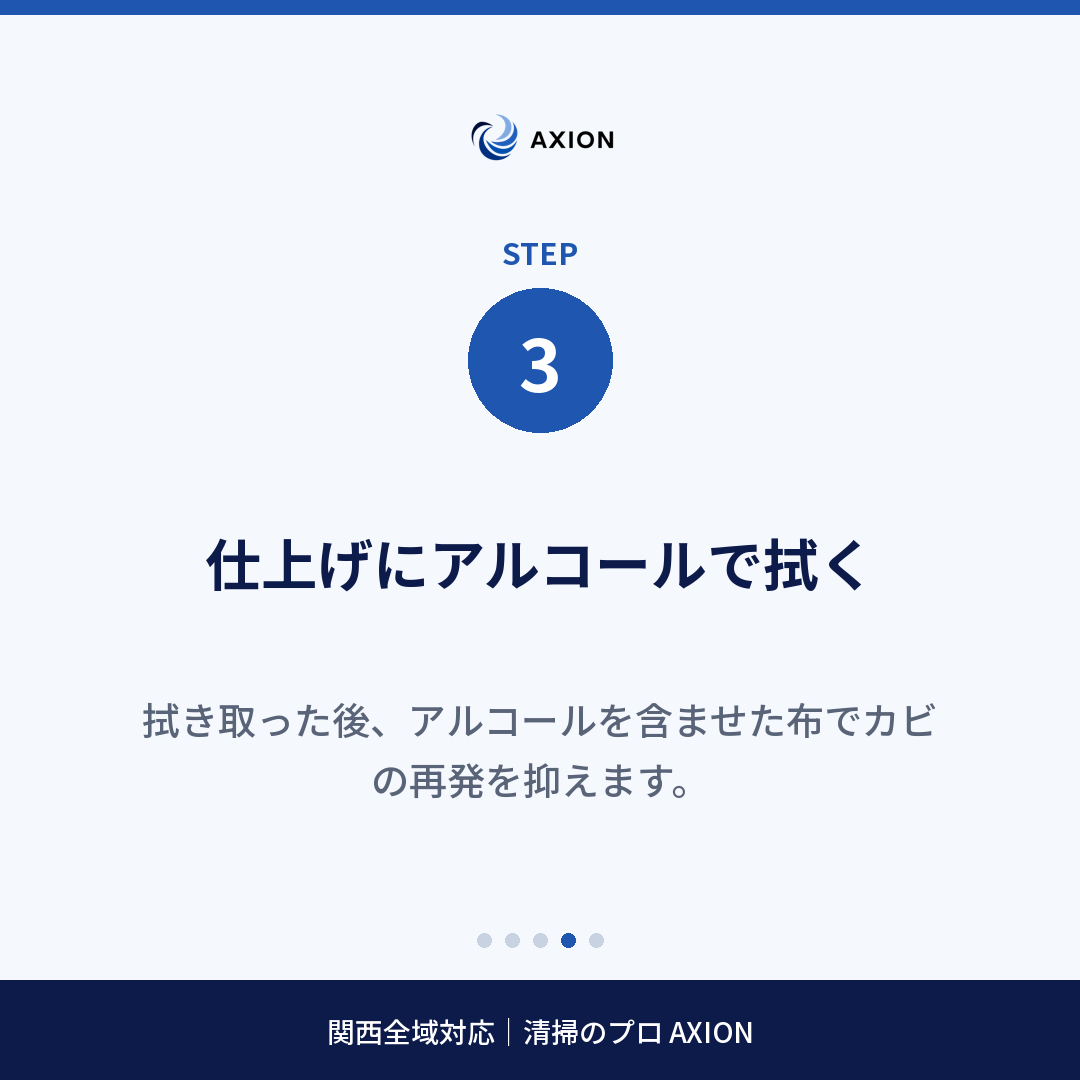 AXION
STEP
3
仕上げにアルコールで拭く
拭き取った後、アルコールを含ませた布でカビ
の再発を抑えます。
関西全域対応｜清掃のプロ AXION